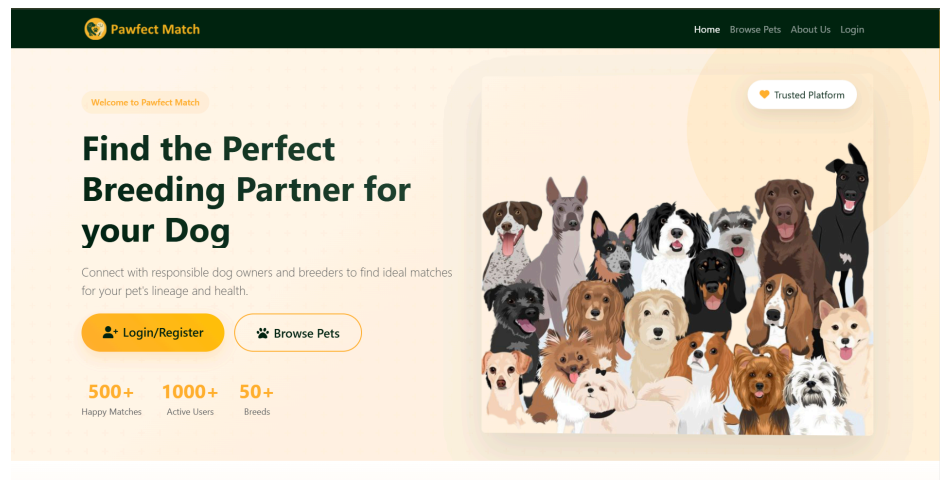 Pawfect Match
Home Browse Pets About Us Login
Welcome to Pawfect Match
Trusted Platform
Find the Perfect
Breeding Partner for
your Dog
Connect with responsible dog owners and breeders to find ideal matches
for your pet's lineage and health.
Login/Register
Browse Pets
500+ 1000+ 50+
Happy Matches Active Users Breeds